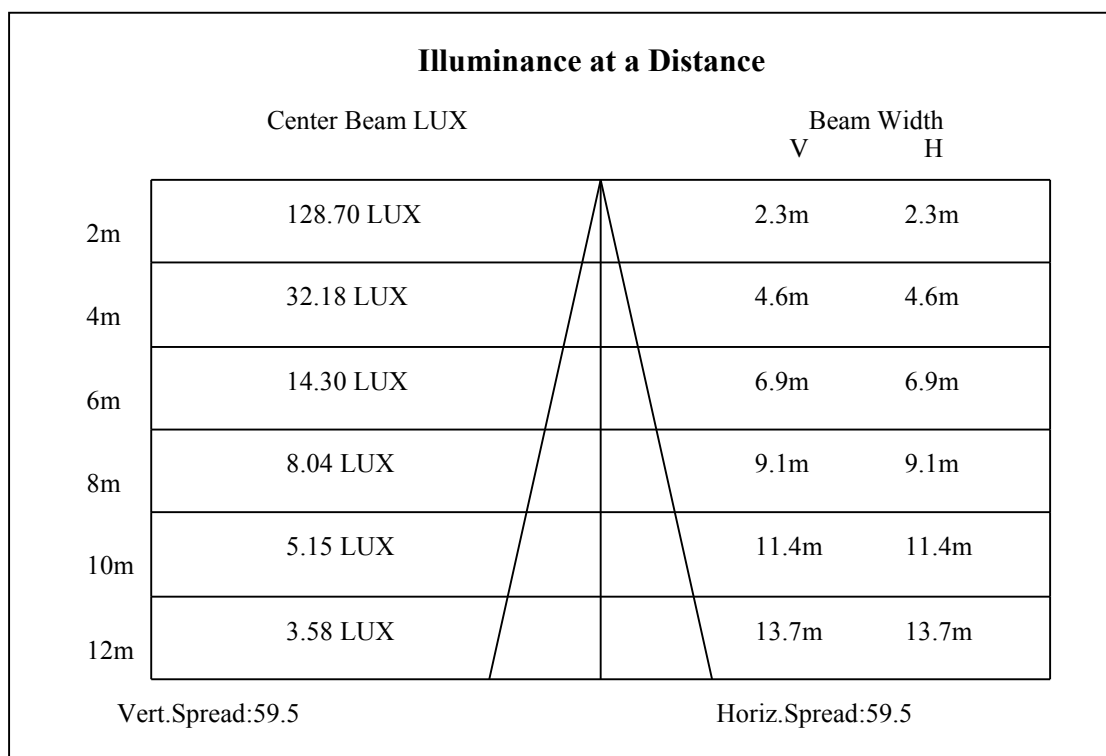 Illuminance at a Distance
Center Beam LUX Beam Width
V H
2m 128.70 LUX 2.3m 2.3m
4m 32.18 LUX 4.6m 4.6m
6m 14.30 LUX 6.9m 6.9m
8m 8.04 LUX 9.1m 9.1m
10m 5.15 LUX 11.4m 11.4m
12m 3.58 LUX 13.7m 13.7m
Vert.Spread:59.5 Horiz.Spread:59.5